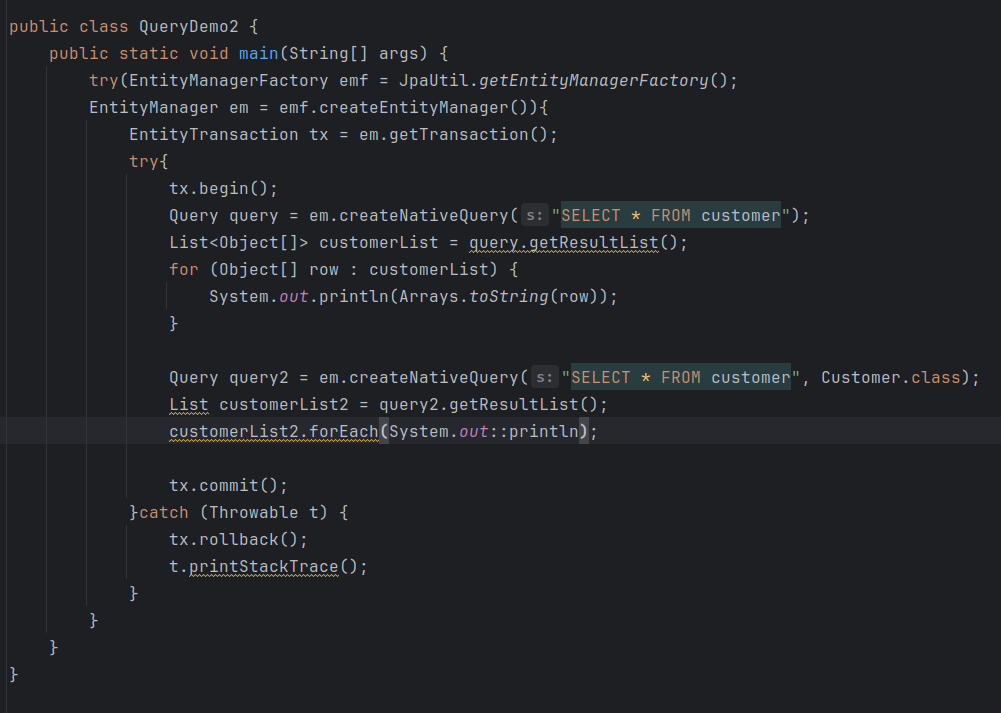 public class QueryDemo2 {
    public static void main(String[] args) {
        try(EntityManagerFactory emf = JpaUtil.getEntityManagerFactory();
        EntityManager em = emf.createEntityManager()){
            EntityTransaction tx = em.getTransaction();
            try{
                tx.begin();
                Query query = em.createNativeQuery( s: "SELECT * FROM customer");
                List<Object[]> customerList = query.getResultList();
                for (Object[] row : customerList) {
                    System.out.println(Arrays.toString(row));
                }
                Query query2 = em.createNativeQuery( s: "SELECT * FROM customer", Customer.class);
                List customerList2 = query2.getResultList();
                customerList2.forEach(System.out::println);
                tx.commit();
            }catch (Throwable t) {
                tx.rollback();
                t.printStackTrace();
            }
        }
    }
}